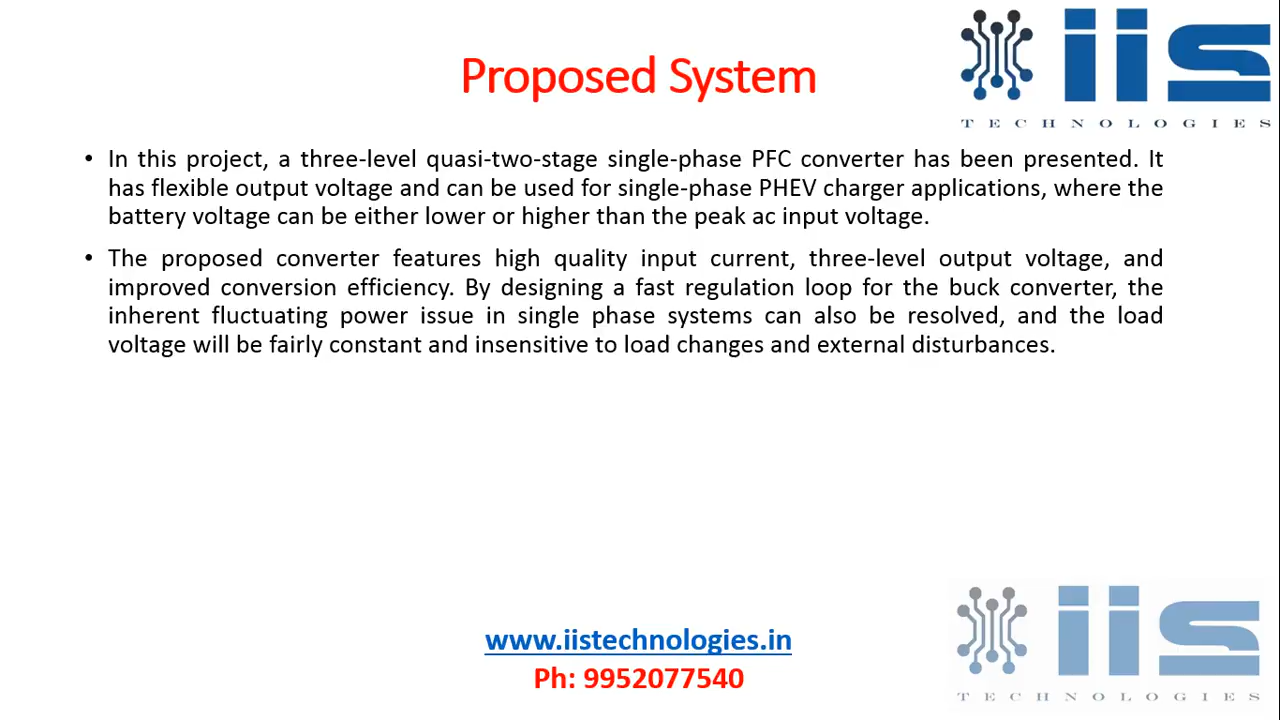 iis
TECHNOLOGIES
Proposed System
• In this project, a three-level quasi-two-stage single-phase PFC converter has been presented. It
has flexible output voltage and can be used for single-phase PHEV charger applications, where the
battery voltage can be either lower or higher than the peak ac input voltage.
• The proposed converter features high quality input current, three-level output voltage, and
improved conversion efficiency. By designing a fast regulation loop for the buck converter, the
inherent fluctuating power issue in single phase systems can also be resolved, and the load
voltage will be fairly constant and insensitive to load changes and external disturbances.
www.iistechnologies.in
Ph: 9952077540
iis
TECHNOLOGIES